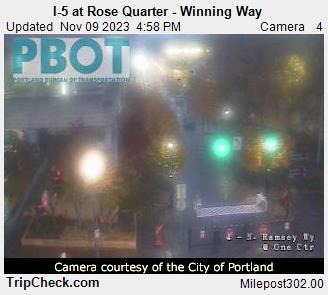 I-5 at Rose Quarter - Winning Way
Updated Nov 09 2023 4:58 PM Camera 4
PBOT
PORTLAND BUREAU OF TRANSPORTATION
4 - N. Ramsey Wy
@ One Ctr
Camera courtesy of the City of Portland
TripCheck.com Milepost302.00